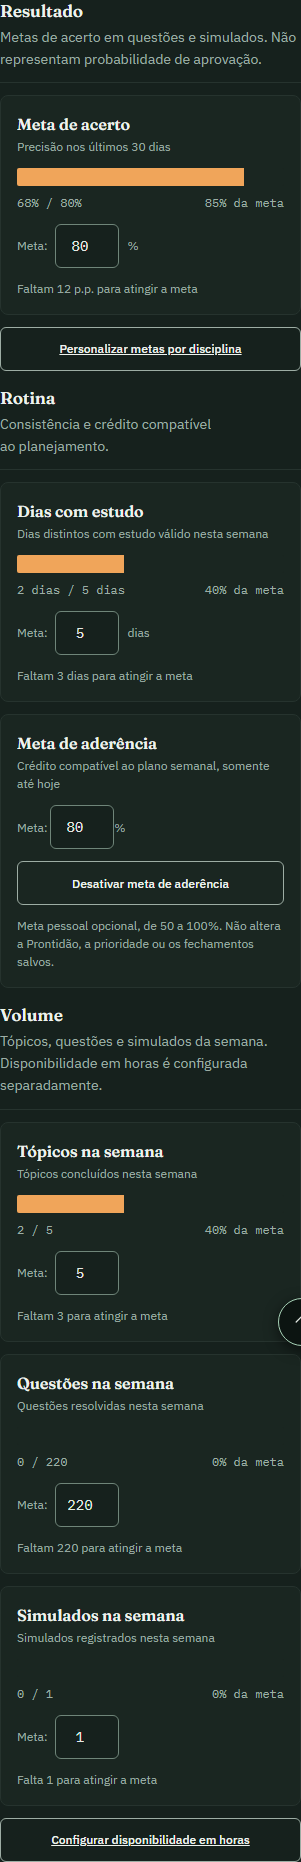 Resultado
Metas de acerto em questões e simulados. Não
representam probabilidade de aprovação.
Meta de acerto
Precisão nos últimos 30 dias
68% / 80%
85% da meta
Meta: 80 %
Faltam 12 p.p. para atingir a meta
Personalizar metas por disciplina
Rotina
Consistência e crédito compatível
ao planejamento.
Dias com estudo
Dias distintos com estudo válido nesta semana
2 dias / 5 dias
40% da meta
Meta: 5 dias
Faltam 3 dias para atingir a meta
Meta de aderência
Crédito compatível ao plano semanal, somente
até hoje
Meta: 80 %
Desativar meta de aderência
Meta pessoal opcional, de 50 a 100%. Não altera
a Prontidão, a prioridade ou os fechamentos
salvos.
Volume
Tópicos, questões e simulados da semana.
Disponibilidade em horas é configurada
separadamente.
Tópicos na semana
Tópicos concluídos nesta semana
2 / 5
40% da meta
Meta: 5
Faltam 3 para atingir a meta
Questões na semana
Questões resolvidas nesta semana
0 / 220
0% da meta
Meta: 220
Faltam 220 para atingir a meta
Simulados na semana
Simulados registrados nesta semana
0 / 1
0% da meta
Meta: 1
Falta 1 para atingir a meta
Configurar disponibilidade em horas